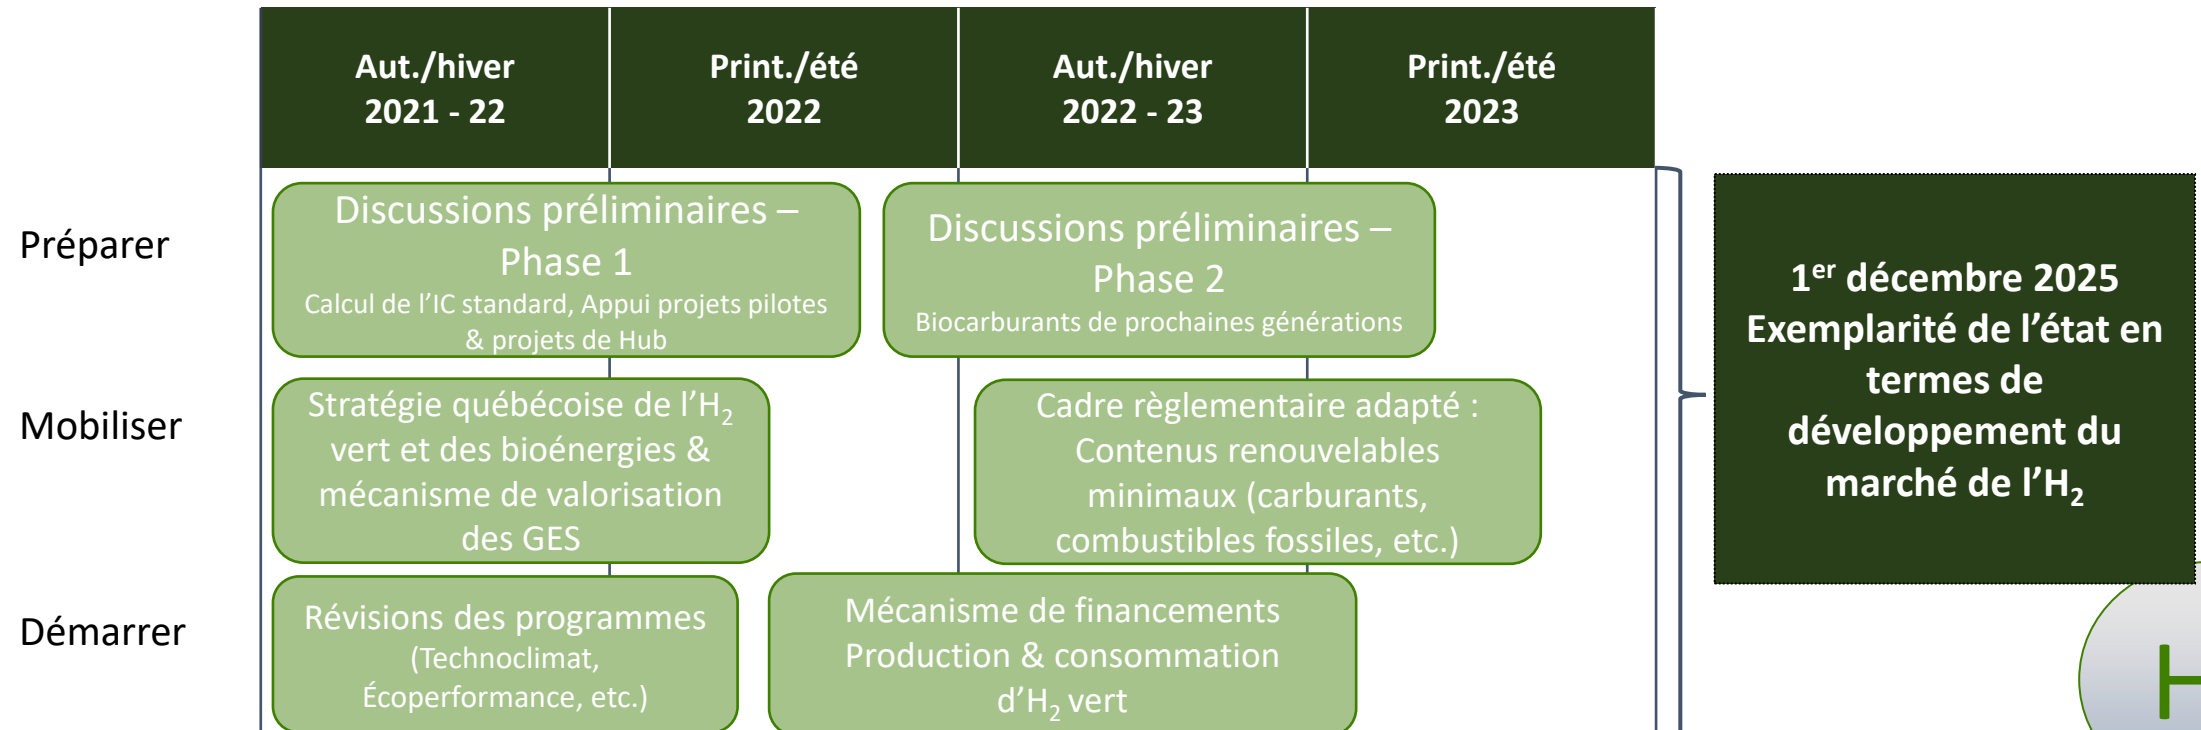 Aut./hiver
2021 - 22
Print./été
2022
Aut./hiver
2022 - 23
Print./été
2023
Préparer
Discussions préliminaires –
Phase 1
Calcul de l’IC standard, Appui projets pilotes
& projets de Hub
Discussions préliminaires –
Phase 2
Biocarburants de prochaines générations
Mobiliser
Stratégie québécoise de l’H₂
vert et des bioénergies &
mécanisme de valorisation
des GES
Cadre règlementaire adapté :
Contenus renouvelables
minimaux (carburants,
combustibles fossiles, etc.)
Démarrer
Révisions des programmes
(Technoclimat,
Écoperformance, etc.)
Mécanisme de financements
Production & consommation
d’H₂ vert
1er décembre 2025
Exemplarité de l’état en
termes de
développement du
marché de l’H₂